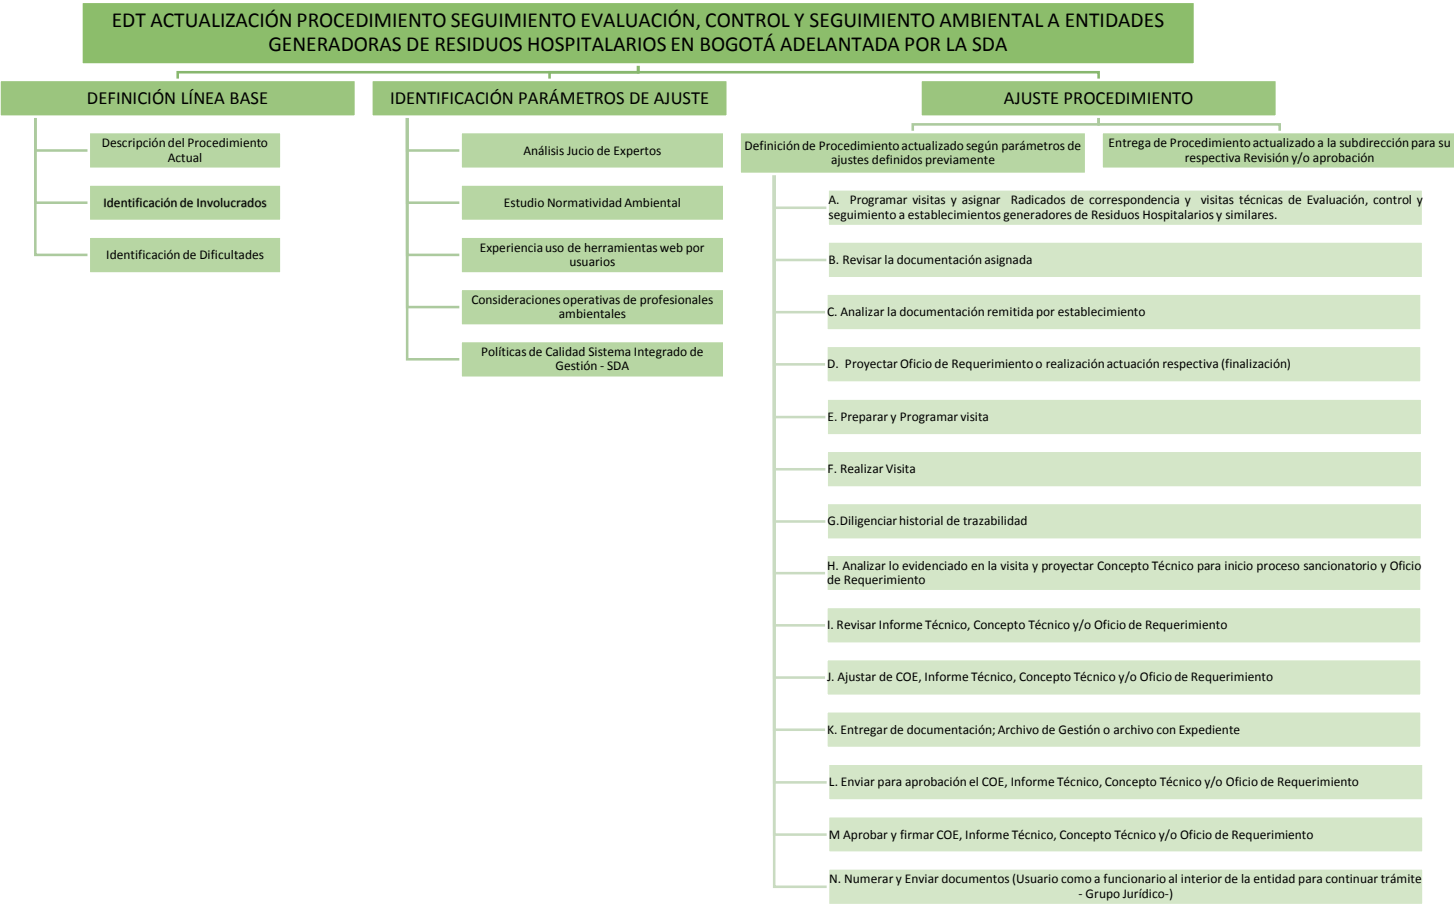 EDT ACTUALIZACIÓN PROCEDIMIENTO SEGUIMIENTO EVALUACIÓN, CONTROL Y SEGUIMIENTO AMBIENTAL A ENTIDADES
GENERADORAS DE RESIDUOS HOSPITALARIOS EN BOGOTÁ ADELANTADA POR LA SDA
DEFINICIÓN LÍNEA BASE
Descripción del Procedimiento
Actual
Identificación de Involucrados
Identificación de Dificultades
IDENTIFICACIÓN PARÁMETROS DE AJUSTE
Análisis Jucio de Expertos
Estudio Normatividad Ambiental
Experiencia uso de herramientas web por
usuarios
Consideraciones operativas de profesionales
ambientales
Políticas de Calidad Sistema Integrado de
Gestión - SDA
AJUSTE PROCEDIMIENTO
Definición de Procedimiento actualizado según parámetros de
ajustes definidos previamente
Entrega de Procedimiento actualizado a la subdirección para su
respectiva Revisión y/o aprobación
A. Programar visitas y asignar Radicados de correspondencia y visitas técnicas de Evaluación, control y
seguimiento a establecimientos generadores de Residuos Hospitalarios y similares.
B. Revisar la documentación asignada
C. Analizar la documentación remitida por establecimiento
D. Proyectar Oficio de Requerimiento o realización actuación respectiva (finalización)
E. Preparar y Programar visita
F. Realizar Visita
G.Diligenciar historial de trazabilidad
H. Analizar lo evidenciado en la visita y proyectar Concepto Técnico para inicio proceso sancionatorio y Oficio
de Requerimiento
I. Revisar Informe Técnico, Concepto Técnico y/o Oficio de Requerimiento
J. Ajustar de COE, Informe Técnico, Concepto Técnico y/o Oficio de Requerimiento
K. Entregar de documentación; Archivo de Gestión o archivo con Expediente
L. Enviar para aprobación el COE, Informe Técnico, Concepto Técnico y/o Oficio de Requerimiento
M Aprobar y firmar COE, Informe Técnico, Concepto Técnico y/o Oficio de Requerimiento
N. Numerar y Enviar documentos (Usuario como a funcionario al interior de la entidad para continuar trámite
- Grupo Jurídico-)